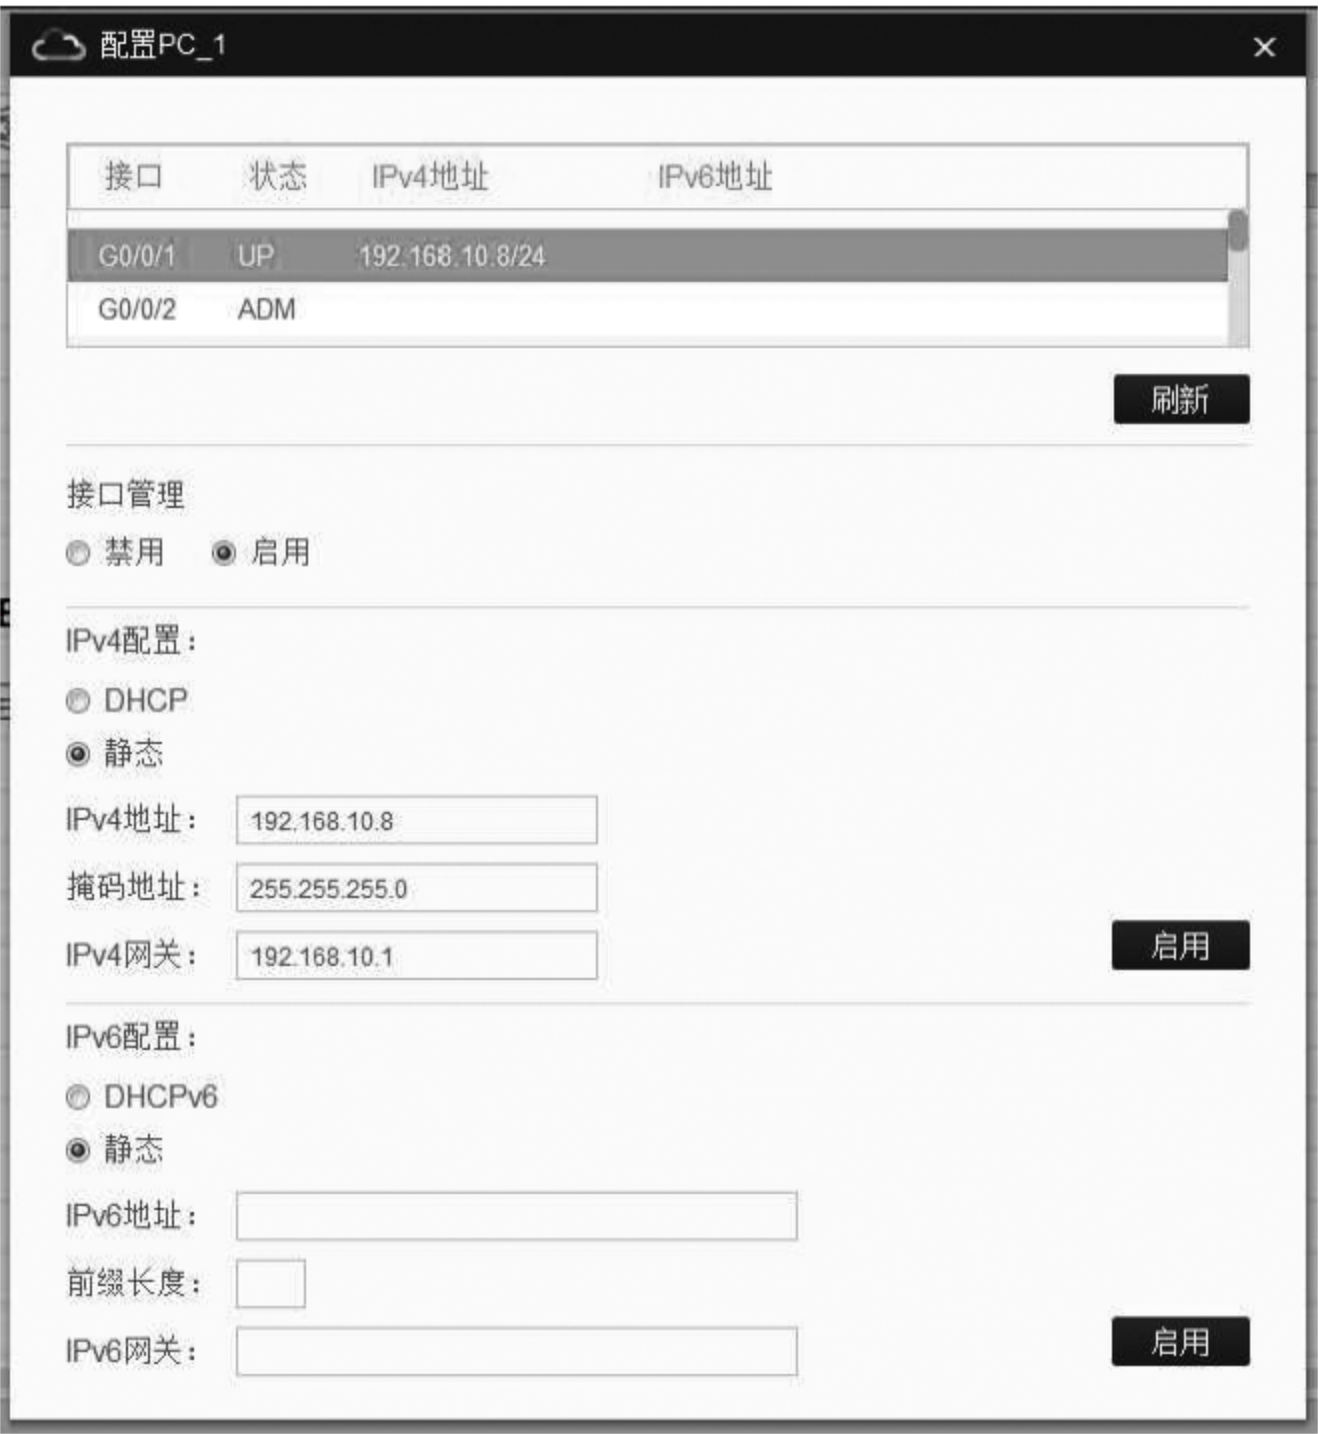 配置PC_1
接口 状态 IPv4地址 IPv6地址
G0/0/1 UP 192.168.10.8/24
G0/0/2 ADM
刷新
接口管理
禁用 启用
IPv4配置：
DHCP
静态
IPv4地址： 192.168.10.8
掩码地址： 255.255.255.0
IPv4网关： 192.168.10.1 启用
IPv6配置：
DHCPv6
静态
IPv6地址：
前缀长度：
IPv6网关： 启用